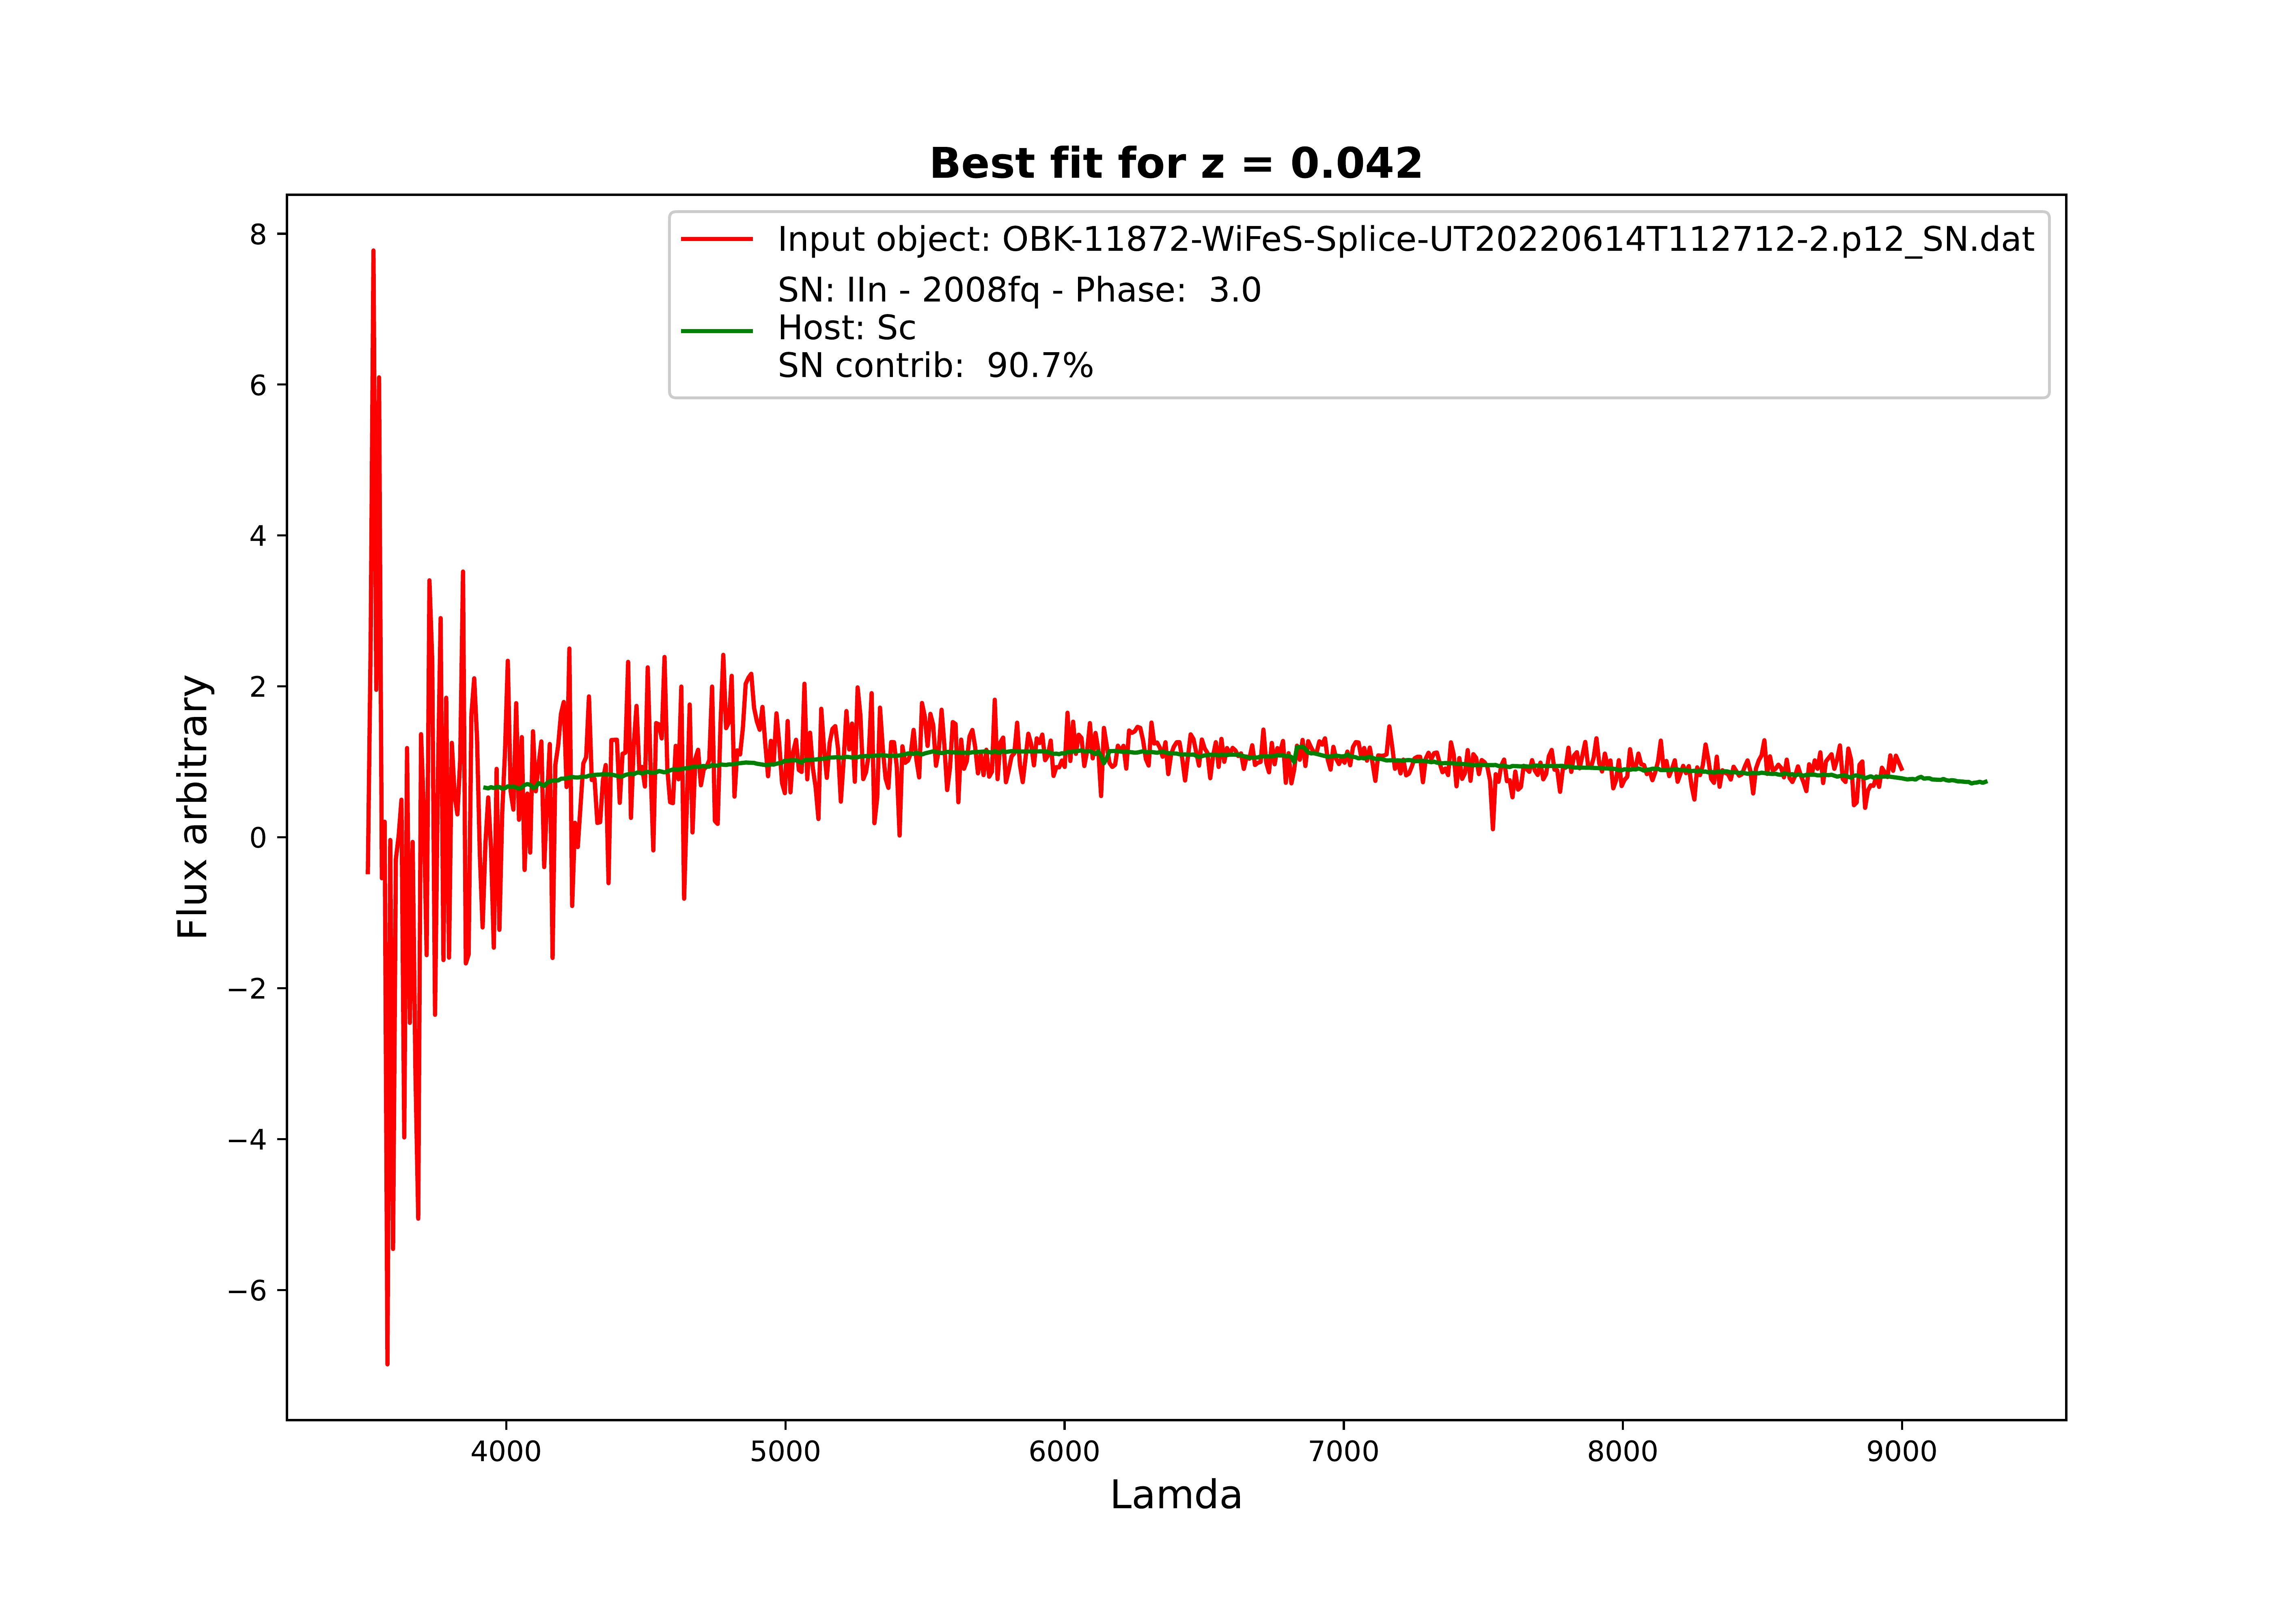 Best fit for z = 0.042
Input object: OBK-11872-WiFeS-Splice-UT20220614T112712-2.p12_SN.dat
SN: IIn - 2008fq - Phase:  3.0
Host: Sc
SN contrib:  90.7%
8
6
4
2
0
−2
−4
−6
Flux arbitrary
4000 5000 6000 7000 8000 9000
Lamda